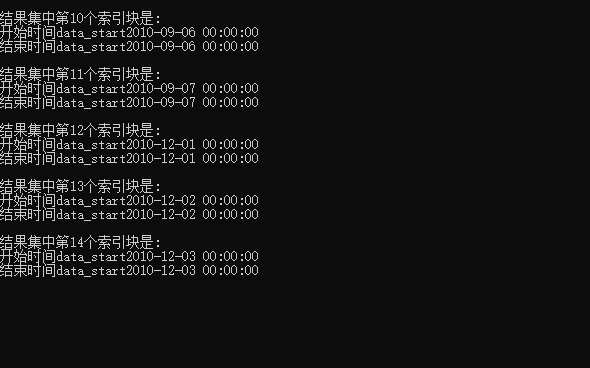 结果集中第10个索引块是:
开始时间data_start2010-09-06 00:00:00
结束时间data_start2010-09-06 00:00:00
结果集中第11个索引块是:
开始时间data_start2010-09-07 00:00:00
结束时间data_start2010-09-07 00:00:00
结果集中第12个索引块是:
开始时间data_start2010-12-01 00:00:00
结束时间data_start2010-12-01 00:00:00
结果集中第13个索引块是:
开始时间data_start2010-12-02 00:00:00
结束时间data_start2010-12-02 00:00:00
结果集中第14个索引块是:
开始时间data_start2010-12-03 00:00:00
结束时间data_start2010-12-03 00:00:00